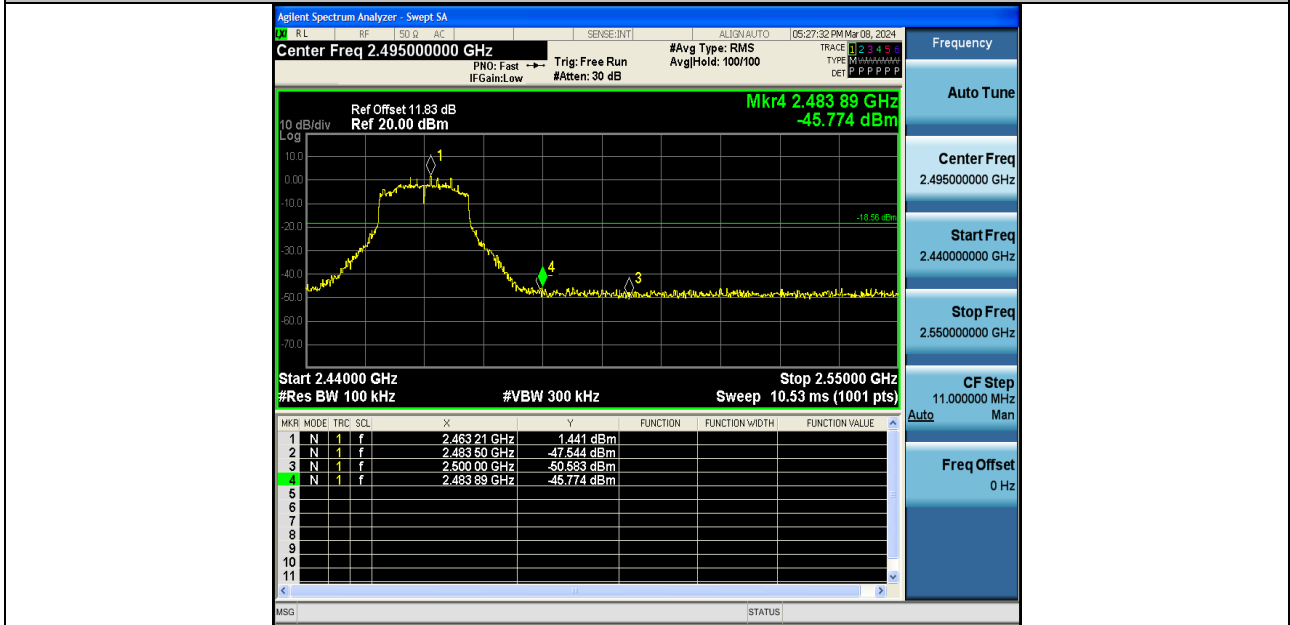 Agilent Spectrum Analyzer - Swept SA
LXI RL RF 50 Ω AC SENSE:INT ALIGN AUTO 05:27:32 PM Mar 08, 2024
Center Freq 2.495000000 GHz
PNO: Fast
IFGain:Low
Trig: Free Run
#Atten: 30 dB
#Avg Type: RMS
Avg|Hold: 100/100
TRACE 1 2 3 4 5 6
TYPE MWWWWW
DET P P P P P P
Mkr4 2.483 89 GHz
-45.774 dBm
Ref Offset 11.83 dB
10 dB/div Ref 20.00 dBm
Log
10.0
0.00
-10.0
-20.0
-30.0
-40.0
-50.0
-60.0
-70.0
1
4
3
-18.56 dBm
Start 2.44000 GHz Stop 2.55000 GHz
#Res BW 100 kHz #VBW 300 kHz Sweep 10.53 ms (1001 pts)
MKR MODE TRC SCL X Y FUNCTION FUNCTION WIDTH FUNCTION VALUE
1 N 1 f 2.463 21 GHz 1.441 dBm
2 N 1 f 2.483 50 GHz -47.544 dBm
3 N 1 f 2.500 00 GHz -50.583 dBm
4 N 1 f 2.483 89 GHz -45.774 dBm
5
6
7
8
9
10
11
MSG STATUS
Frequency
Auto Tune
Center Freq
2.495000000 GHz
Start Freq
2.440000000 GHz
Stop Freq
2.550000000 GHz
CF Step
11.000000 MHz
Auto Man
Freq Offset
0 Hz